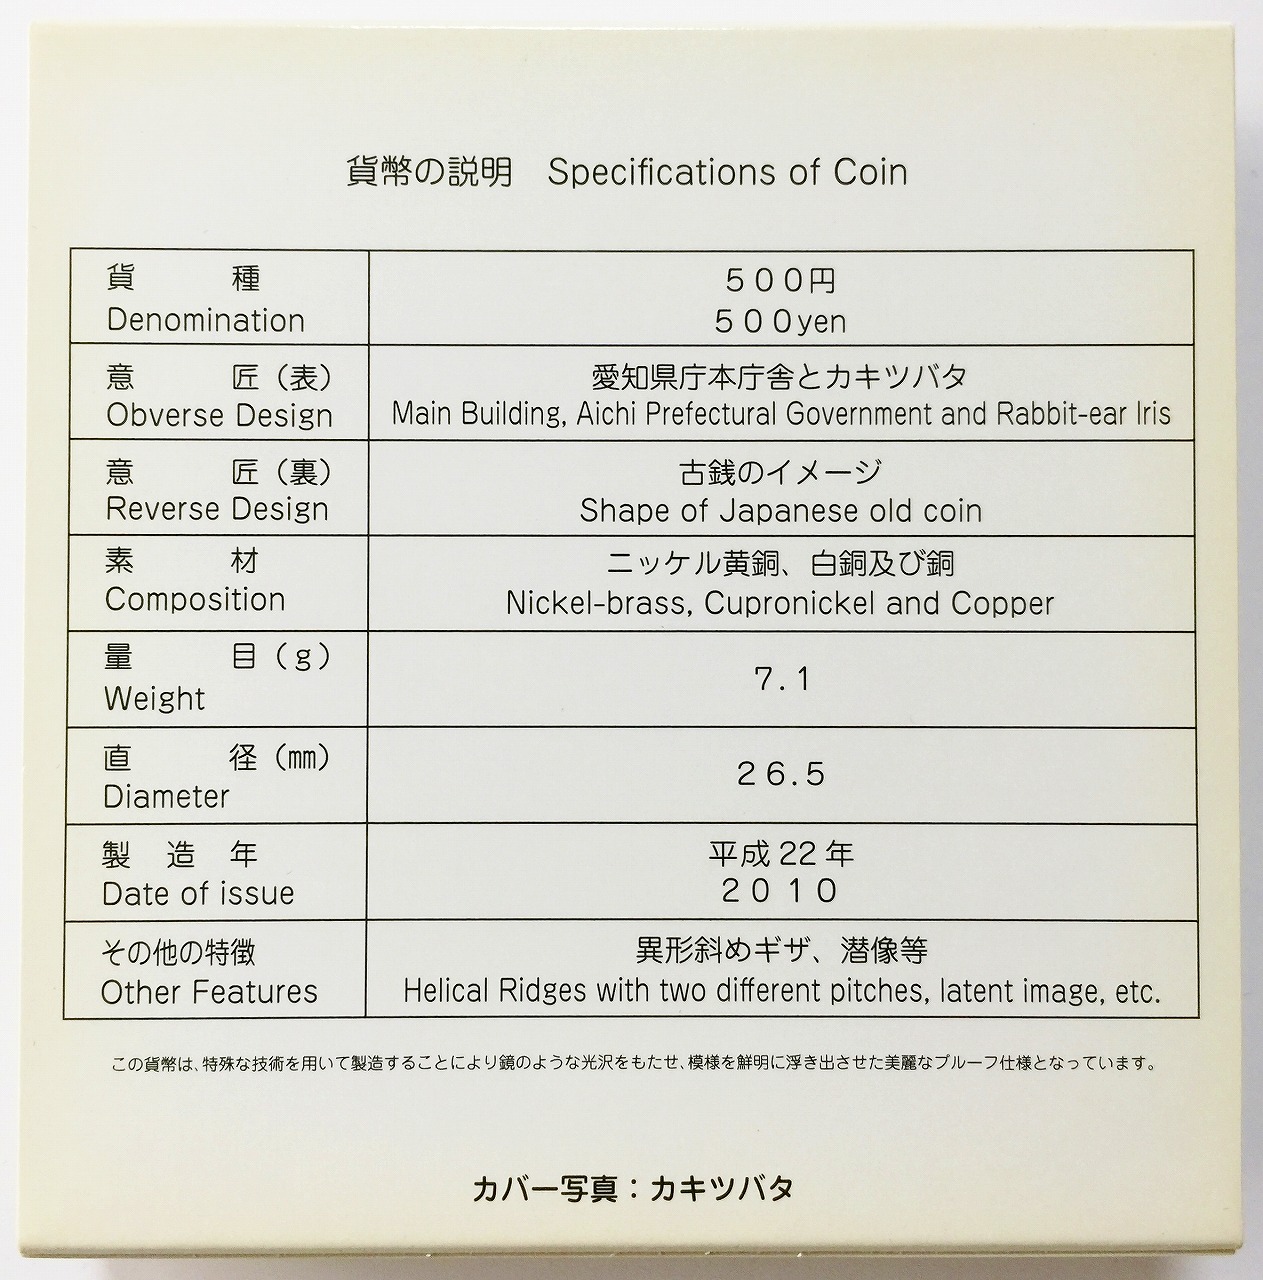 貨幣の説明　Specifications of Coin
貨　種
Denomination
５００円
５００yen
意　匠（表）
Obverse Design
愛知県庁本庁舎とカキツバタ
Main Building, Aichi Prefectural Government and Rabbit-ear Iris
意　匠（裏）
Reverse Design
古銭のイメージ
Shape of Japanese old coin
素　材
Composition
ニッケル黄銅、白銅及び銅
Nickel-brass, Cupronickel and Copper
量　目（ｇ）
Weight
７.１
直　径（㎜）
Diameter
２６.５
製　造　年
Date of issue
平成22年
２０１０
その他の特徴
Other Features
異形斜めギザ、潜像等
Helical Ridges with two different pitches, latent image, etc.
この貨幣は、特殊な技術を用いて製造することにより鏡のような光沢をもたせ、模様を鮮明に浮き出させた美麗なプルーフ仕様となっています。
カバー写真：カキツバタ